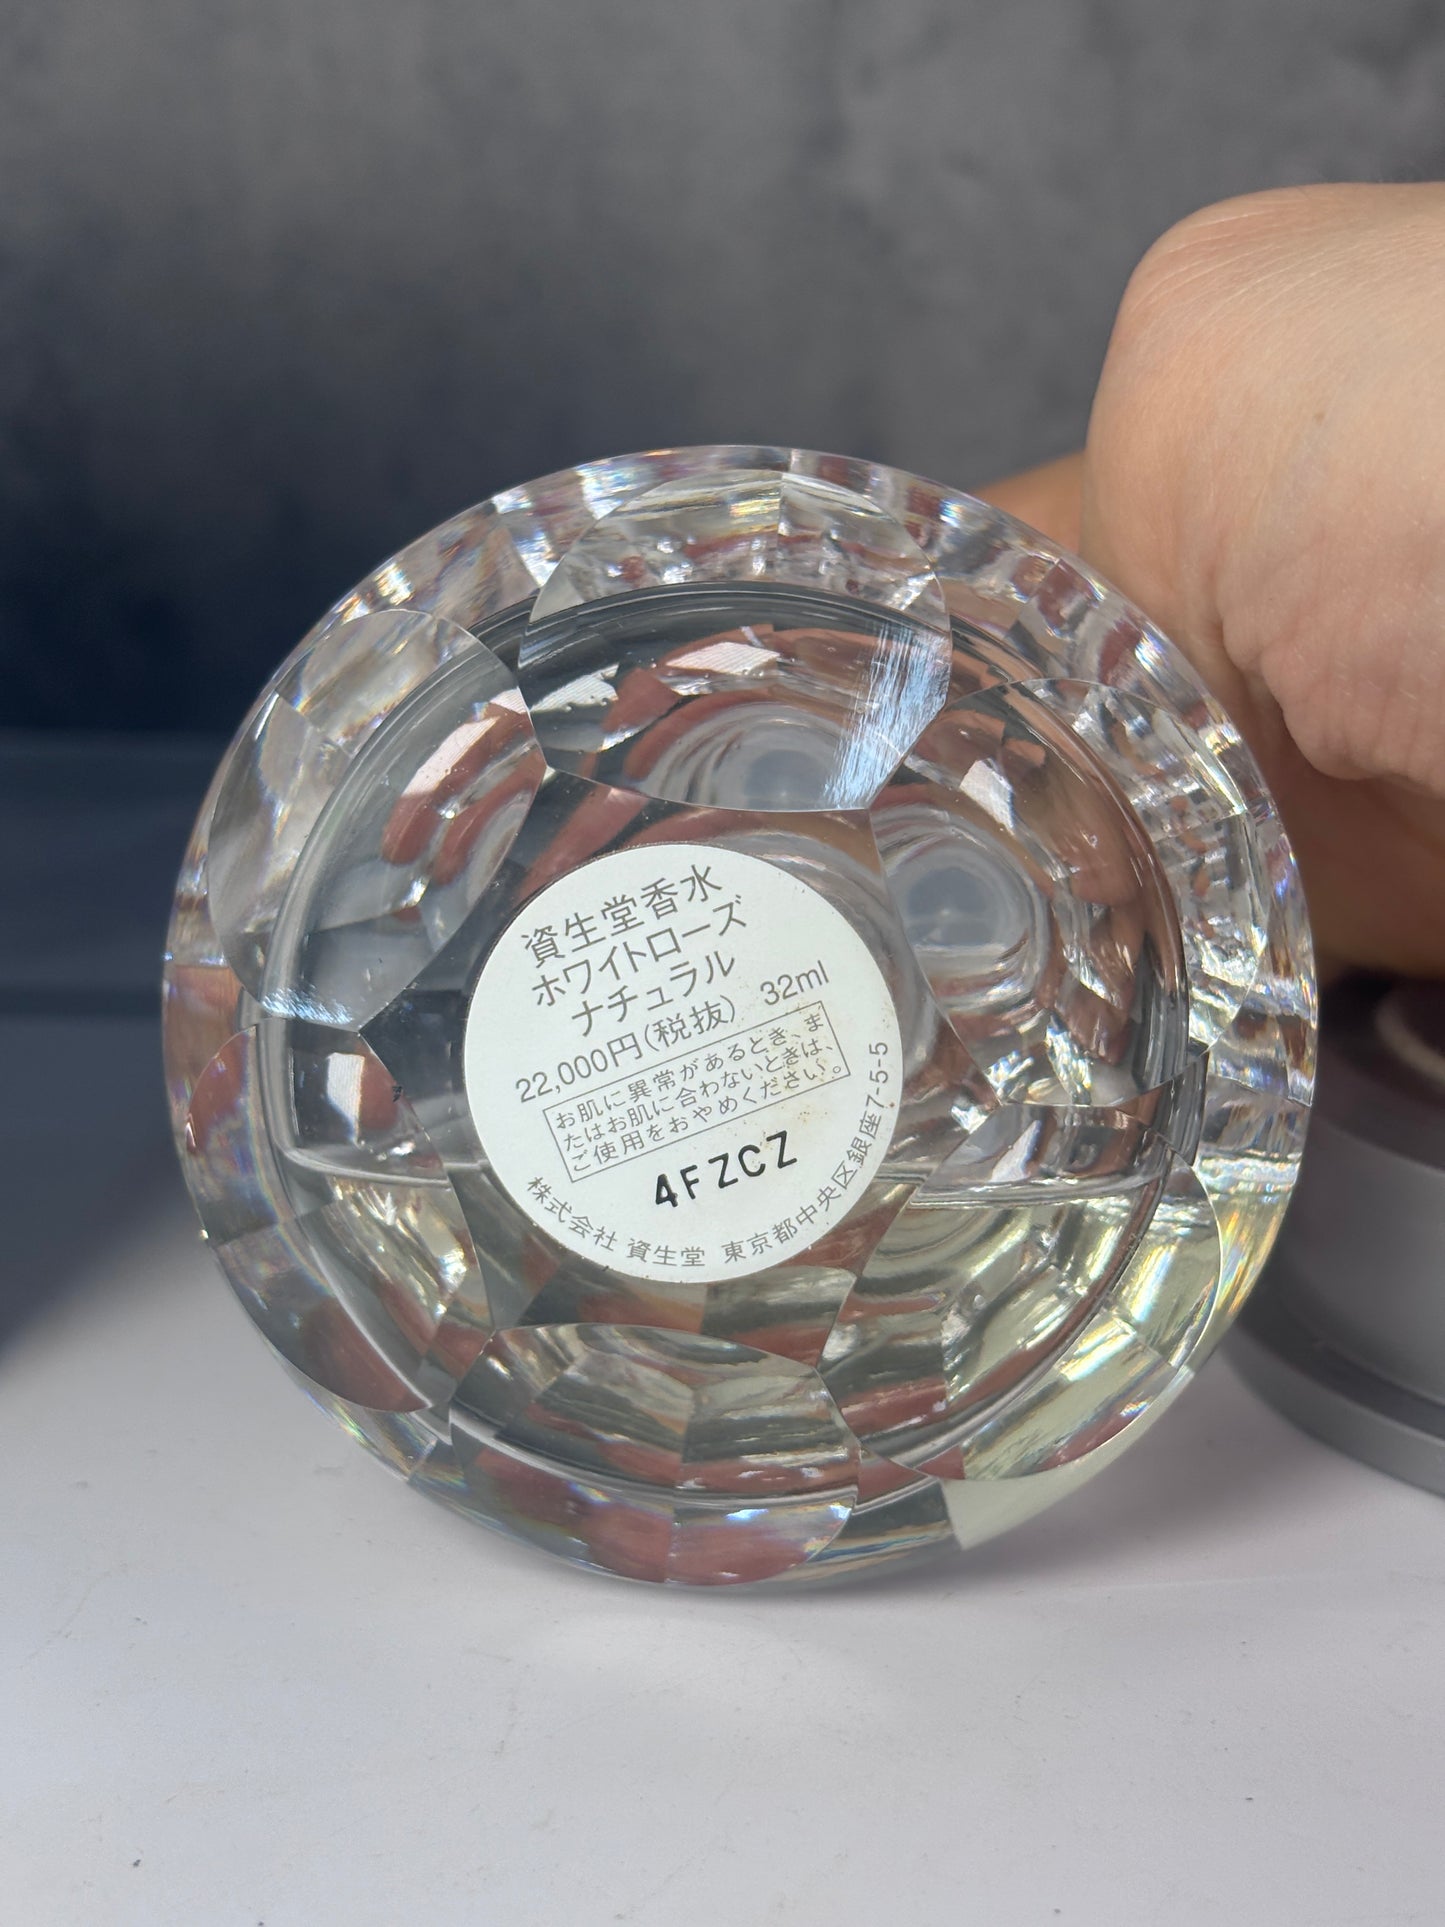 資生堂香水
ホワイトローズ
ナチュラル
22,000円(税抜) 32ml
お肌に異常があるとき、ま
たはお肌に合わないときは、
ご使用をおやめください。
4FZCZ
株式会社 資生堂 東京都中央区銀座7-5-5